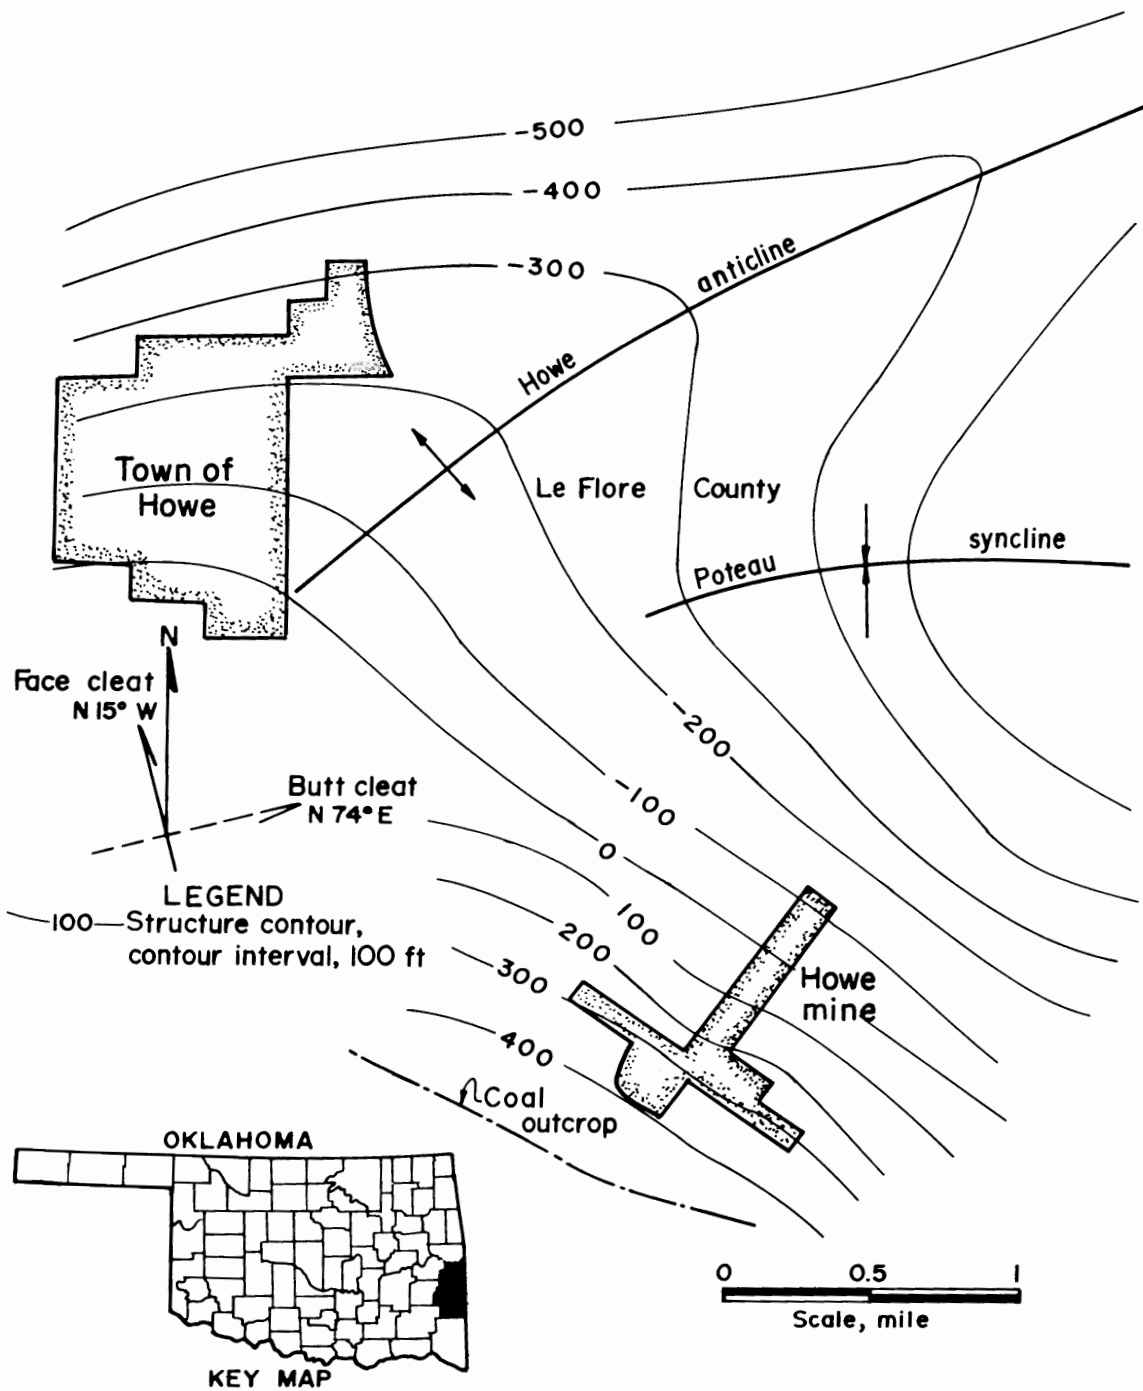 -500
-400
-300
anticline
Howe
Town of
Howe
Le Flore County
syncline
Poteau
N
Face cleat
N 15° W
-200
Butt cleat
N 74° E
-100
0
LEGEND
100 Structure contour,
contour interval, 100 ft
100
200
300
400
Howe
mine
Coal
outcrop
OKLAHOMA
KEY MAP
0 0.5 1
Scale, mile